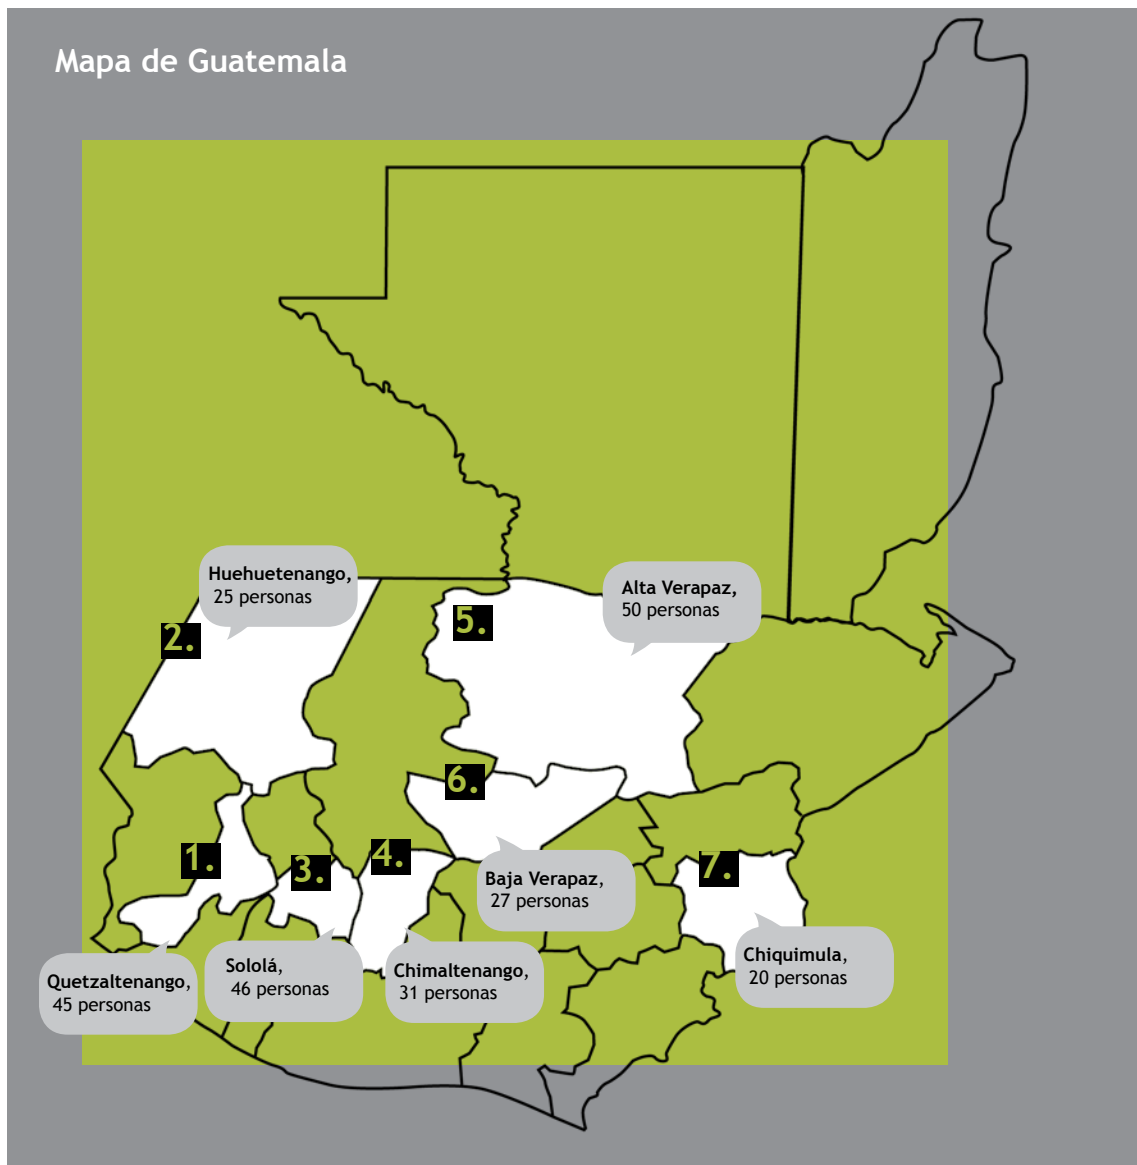 Mapa de Guatemala
Huehuetenango,
25 personas
2.
Alta Verapaz,
50 personas
5.
6.
1.
3.
4.
7.
Baja Verapaz,
27 personas
Quetzaltenango,
45 personas
Sololá,
46 personas
Chimaltenango,
31 personas
Chiquimula,
20 personas